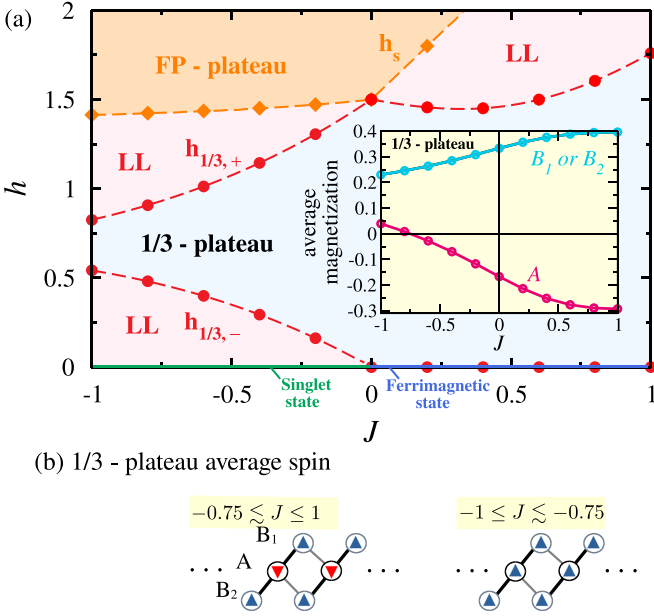 (a)
2
1.5
1
0.5
0
h
FP - plateau
h_s
LL
LL
h_{1/3,+}
1/3 - plateau
LL
h_{1/3,-}
0.4
0.3
0.2
0.1
0
-0.1
-0.2
-0.3
average
magnetization
1/3 - plateau
B_1 or B_2
A
-1
-0.5
0
0.5
1
J
Singlet
state
Ferrimagnetic
state
-1
-0.5
0
0.5
1
J
(b) 1/3 - plateau average spin
−0.75 ≲ J ≤ 1
−1 ≤ J ≲ −0.75
B_1
A
B_2
· · ·
· · ·
· · ·
· · ·